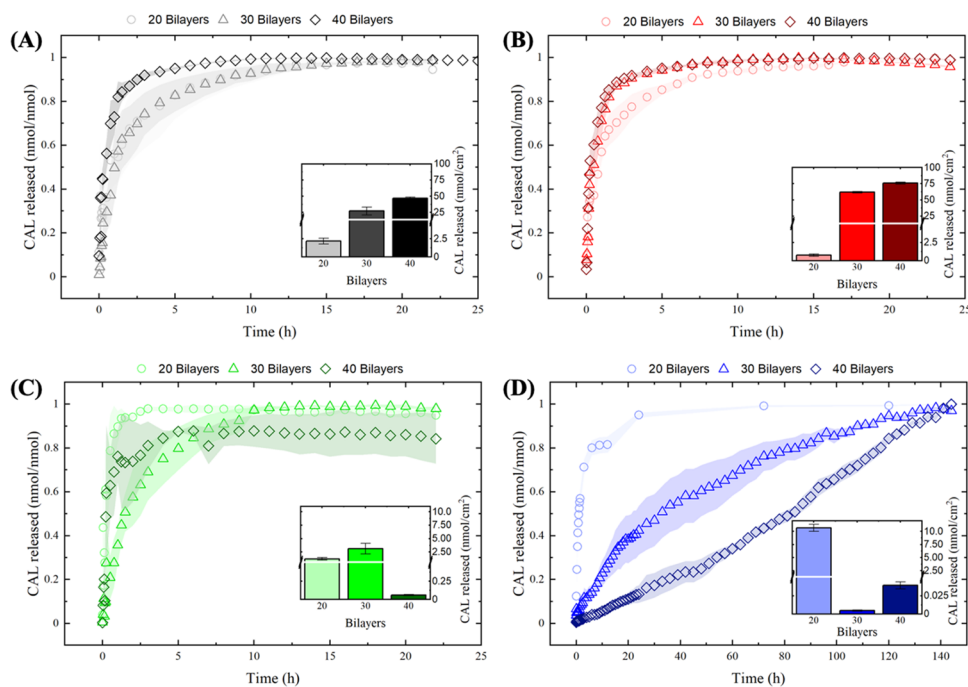 (A)
20 Bilayers 30 Bilayers 40 Bilayers
CAL released (nmol/nmol)
1
0.8
0.6
0.4
0.2
0
0 5 10 15 20 25
Time (h)
100
75
50
25
2.5
0
CAL released (nmol/cm²)
20 30 40
Bilayers
(B)
20 Bilayers 30 Bilayers 40 Bilayers
CAL released (nmol/nmol)
1
0.8
0.6
0.4
0.2
0
0 5 10 15 20 25
Time (h)
100
75
50
25
2.5
0
CAL released (nmol/cm²)
20 30 40
Bilayers
(C)
20 Bilayers 30 Bilayers 40 Bilayers
CAL released (nmol/nmol)
1
0.8
0.6
0.4
0.2
0
0 5 10 15 20 25
Time (h)
10.0
7.50
5.00
2.50
0.25
0
CAL released (nmol/cm²)
20 30 40
Bilayers
(D)
20 Bilayers 30 Bilayers 40 Bilayers
CAL released (nmol/nmol)
1
0.8
0.6
0.4
0.2
0
0 20 40 60 80 100 120 140
Time (h)
10.0
7.50
5.00
2.50
0.025
0
CAL released (nmol/cm²)
20 30 40
Bilayers